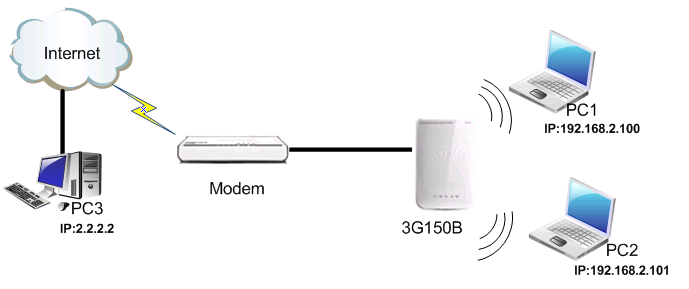 Internet
PC1
IP:192.168.2.100
Modem
3G150B
PC3
IP:2.2.2.2
PC2
IP:192.168.2.101